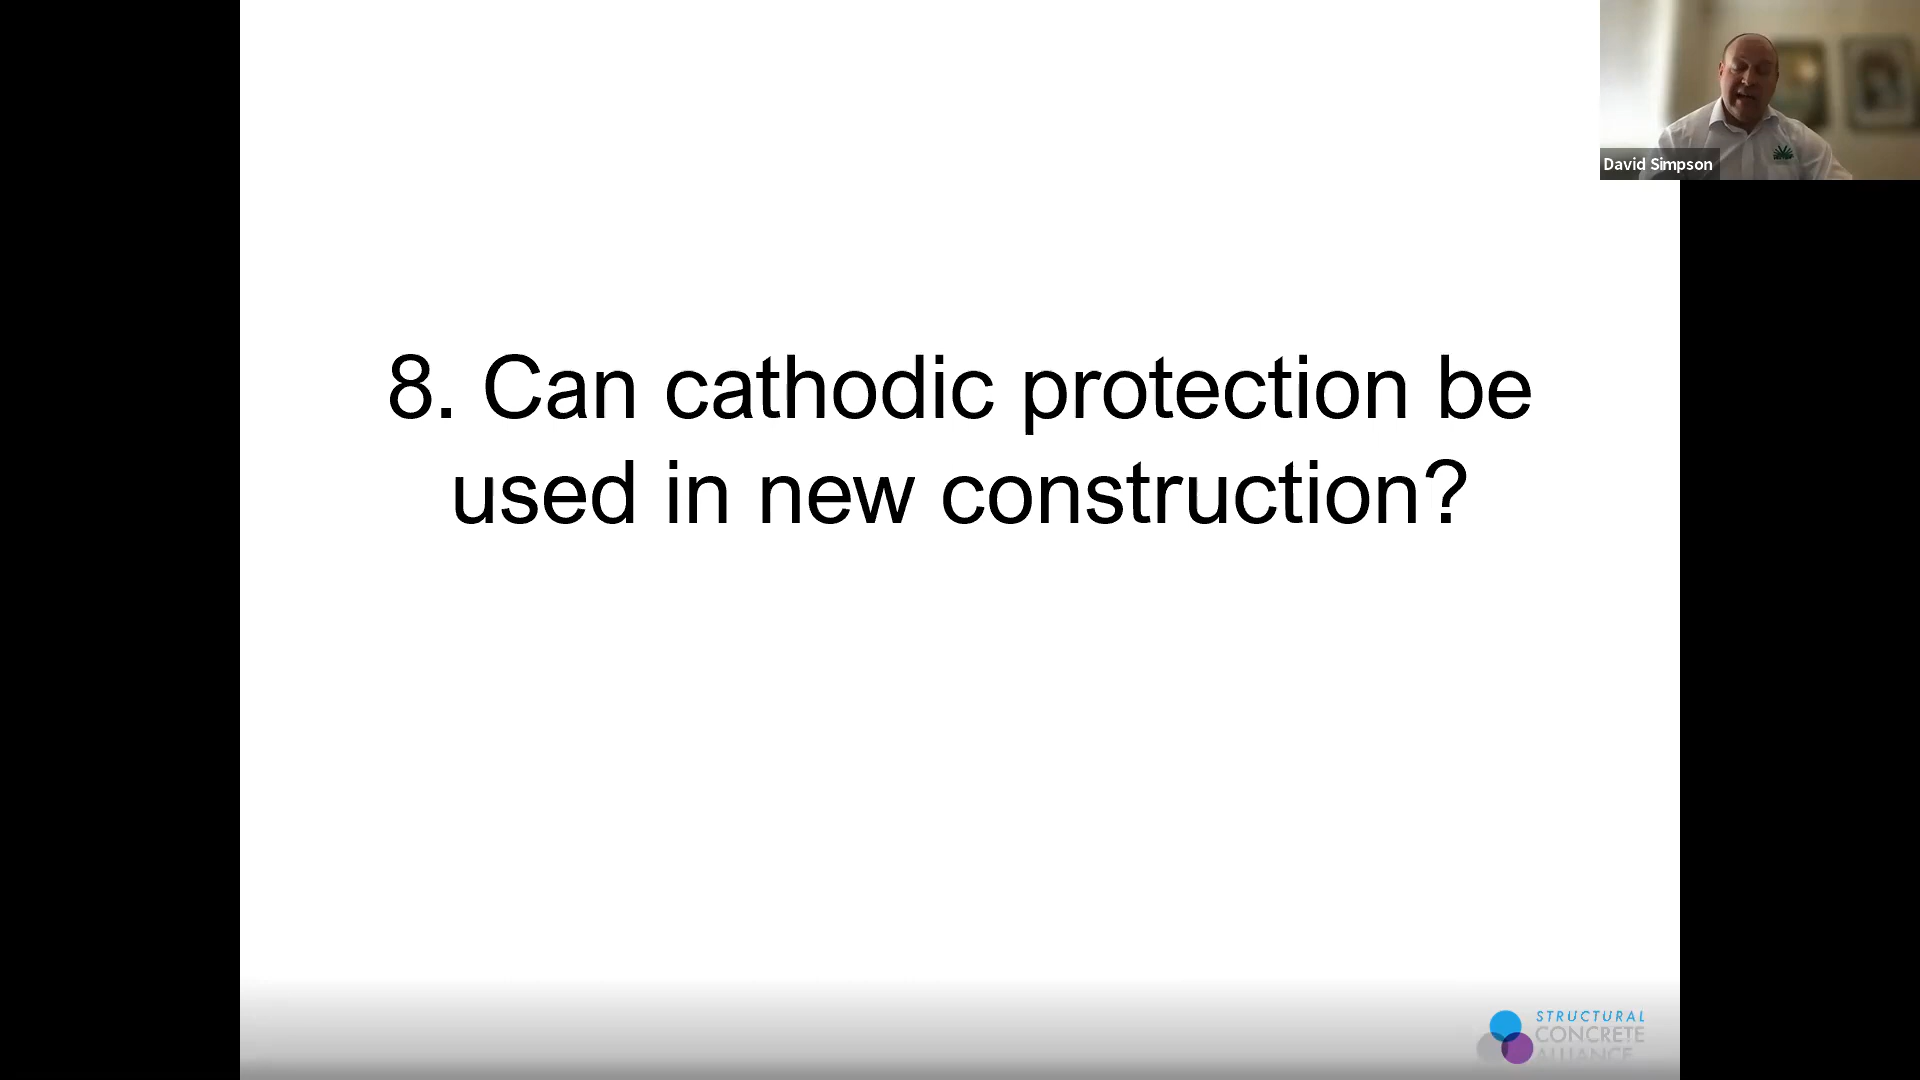 David Simpson
8. Can cathodic protection be
used in new construction?
STRUCTURAL
CONCRETE
ALLIANCE